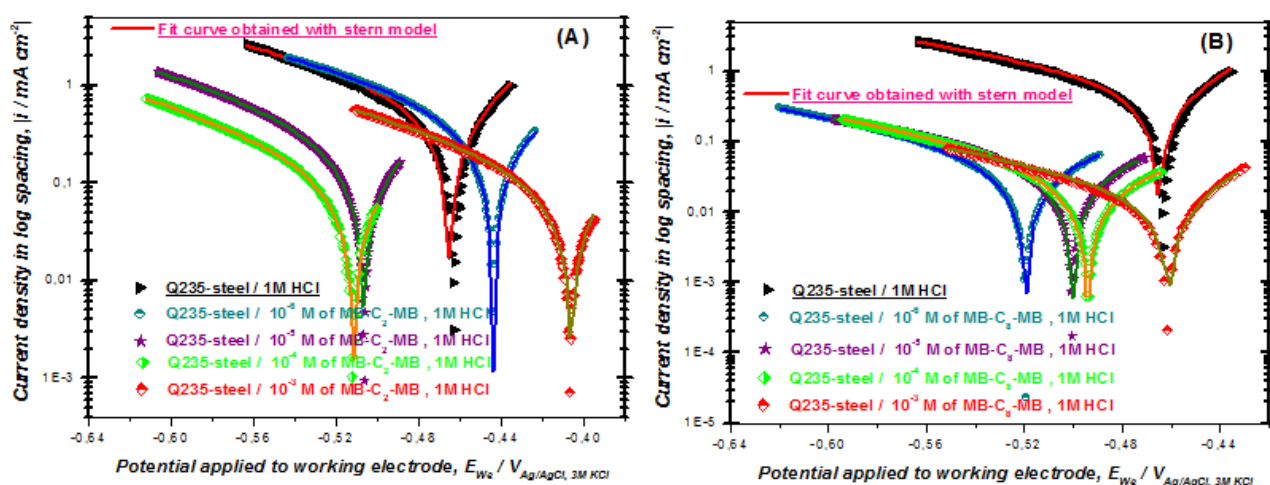 Fit curve obtained with stern model
(A)
Current density in log spacing, |i / mA cm-2|
1
0.1
0.01
1E-3
Q235-steel / 1M HCl
Q235-steel / 10-6 M of MB-C2-MB , 1M HCl
Q235-steel / 10-5 M of MB-C2-MB , 1M HCl
Q235-steel / 10-4 M of MB-C2-MB , 1M HCl
Q235-steel / 10-3 M of MB-C2-MB , 1M HCl
-0,64 -0,60 -0,56 -0,52 -0,48 -0,44 -0,40
Potential applied to working electrode, EWe / VAg/AgCl, 3M KCl
(B)
Fit curve obtained with stern model
Current density in log spacing, |i / mA cm-2|
1
0.1
0.01
1E-3
1E-4
1E-5
Q235-steel / 1M HCl
Q235-steel / 10-6 M of MB-C8-MB , 1M HCl
Q235-steel / 10-5 M of MB-C8-MB , 1M HCl
Q235-steel / 10-4 M of MB-C8-MB , 1M HCl
Q235-steel / 10-3 M of MB-C8-MB , 1M HCl
-0,64 -0,60 -0,56 -0,52 -0,48 -0,44
Potential applied to working electrode, EWe / VAg/AgCl, 3M KCl